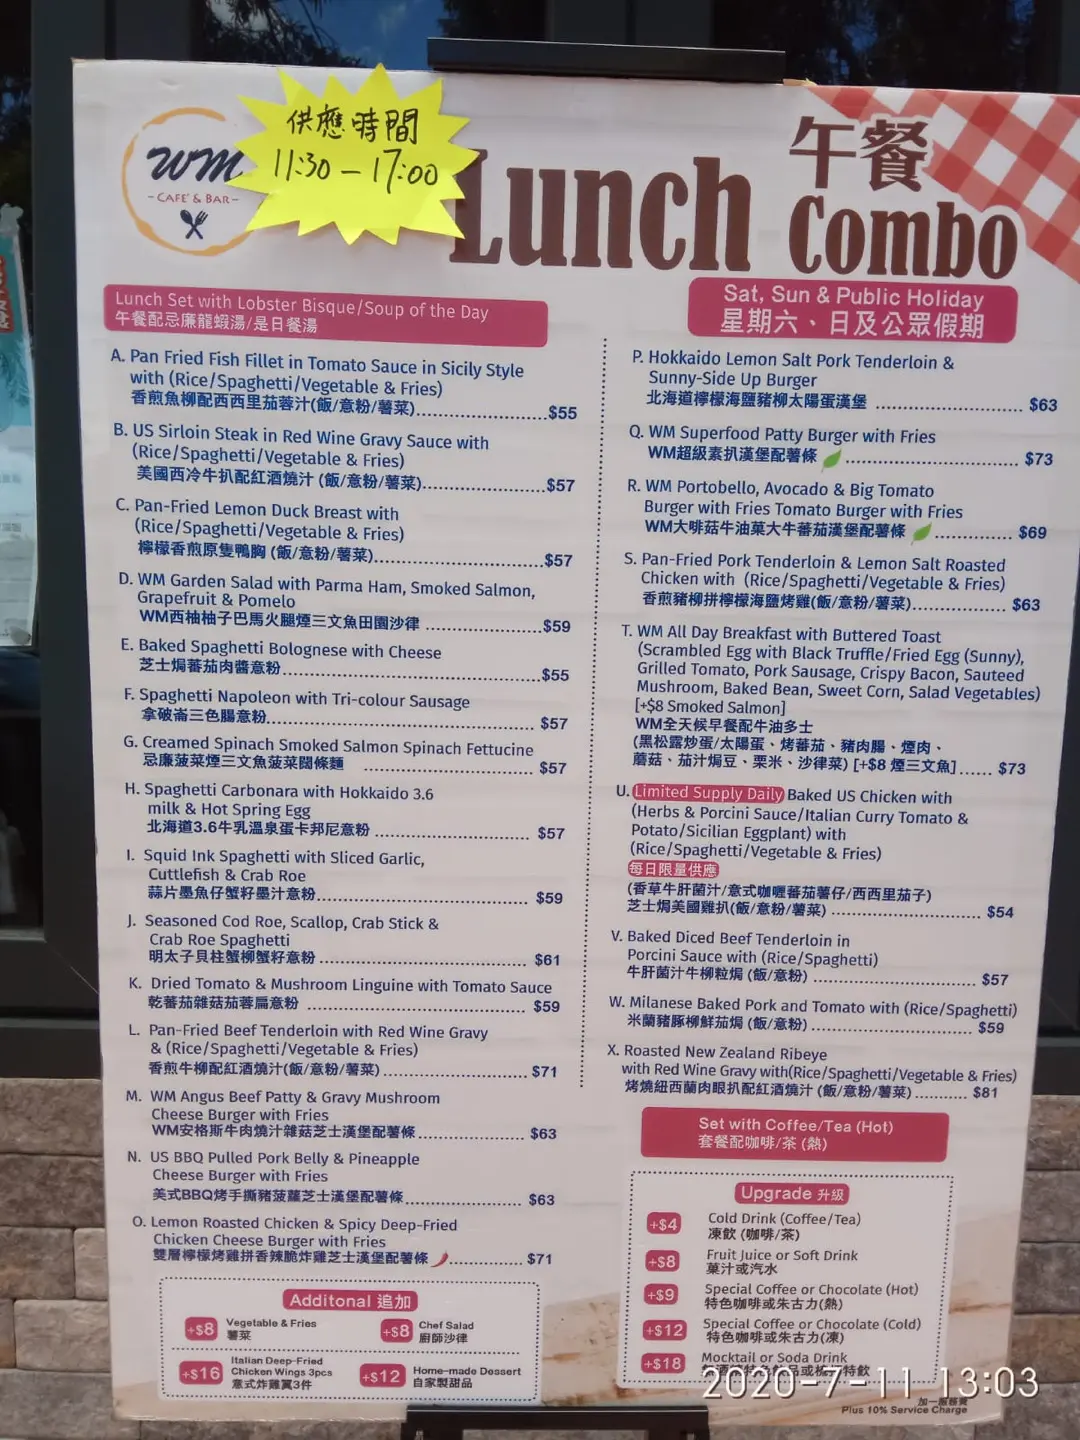 供應時間
11:30 — 17:00
WM
- CAFE' & BAR -
午餐
Lunch Combo
Lunch Set with Lobster Bisque/Soup of the Day
午餐配忌廉龍蝦湯/是日餐湯
A. Pan Fried Fish Fillet in Tomato Sauce in Sicily Style
with (Rice/Spaghetti/Vegetable & Fries)
香煎魚柳配西西里茄蓉汁(飯/意粉/薯菜)...$55
B. US Sirloin Steak in Red Wine Gravy Sauce with
(Rice/Spaghetti/Vegetable & Fries)
美國西冷牛扒配紅酒燒汁 (飯/意粉/薯菜)...$57
C. Pan-Fried Lemon Duck Breast with
(Rice/Spaghetti/Vegetable & Fries)
檸檬香煎原隻鴨胸 (飯/意粉/薯菜)...$57
D. WM Garden Salad with Parma Ham, Smoked Salmon,
Grapefruit & Pomelo
WM西柚柚子巴馬火腿煙三文魚田園沙律 ...$59
E. Baked Spaghetti Bolognese with Cheese
芝士焗蕃茄肉醬意粉...$55
F. Spaghetti Napoleon with Tri-colour Sausage
拿破崙三色腸意粉...$57
G. Creamed Spinach Smoked Salmon Spinach Fettucine
忌廉菠菜煙三文魚菠菜闊條麵 ...$57
H. Spaghetti Carbonara with Hokkaido 3.6
milk & Hot Spring Egg
北海道3.6牛乳溫泉蛋卡邦尼意粉 ...$57
I. Squid Ink Spaghetti with Sliced Garlic,
Cuttlefish & Crab Roe
蒜片墨魚仔蟹籽墨汁意粉...$59
J. Seasoned Cod Roe, Scallop, Crab Stick &
Crab Roe Spaghetti
明太子貝柱蟹柳蟹籽意粉...$61
K. Dried Tomato & Mushroom Linguine with Tomato Sauce
乾蕃茄雜菇茄蓉扁意粉 ...$59
L. Pan-Fried Beef Tenderloin with Red Wine Gravy
& (Rice/Spaghetti/Vegetable & Fries)
香煎牛柳配紅酒燒汁(飯/意粉/薯菜)...$71
M. WM Angus Beef Patty & Gravy Mushroom
Cheese Burger with Fries
WM安格斯牛肉燒汁雜菇芝士漢堡配薯條...$63
N. US BBQ Pulled Pork Belly & Pineapple
Cheese Burger with Fries
美式BBQ烤手撕豬菠蘿芝士漢堡配薯條...$63
O. Lemon Roasted Chicken & Spicy Deep-Fried
Chicken Cheese Burger with Fries
雙層檸檬烤雞拼香辣脆炸雞芝士漢堡配薯條...$71
Additonal 追加
+$8 Vegetable & Fries
薯菜
+$8 Chef Salad
廚師沙律
+$16 Italian Deep-Fried
Chicken Wings 3pcs
意式炸雞翼3件
+$12 Home-made Dessert
自家製甜品
Sat, Sun & Public Holiday
星期六、日及公眾假期
P. Hokkaido Lemon Salt Pork Tenderloin &
Sunny-Side Up Burger
北海道檸檬海鹽豬柳太陽蛋漢堡 ...$63
Q. WM Superfood Patty Burger with Fries
WM超級素扒漢堡配薯條...$73
R. WM Portobello, Avocado & Big Tomato
Burger with Fries Tomato Burger with Fries
WM大啡菇牛油菓大牛蕃茄漢堡配薯條...$69
S. Pan-Fried Pork Tenderloin & Lemon Salt Roasted
Chicken with (Rice/Spaghetti/Vegetable & Fries)
香煎豬柳拼檸檬海鹽烤雞(飯/意粉/薯菜)...$63
T. WM All Day Breakfast with Buttered Toast
(Scrambled Egg with Black Truffle/Fried Egg (Sunny),
Grilled Tomato, Pork Sausage, Crispy Bacon, Sauteed
Mushroom, Baked Bean, Sweet Corn, Salad Vegetables)
[+$8 Smoked Salmon]
WM全天候早餐配牛油多士
(黑松露炒蛋/太陽蛋、烤蕃茄、豬肉腸、煙肉、
蘑菇、茄汁焗豆、粟米、沙律菜) [+$8 煙三文魚]...$73
U. Limited Supply Daily Baked US Chicken with
(Herbs & Porcini Sauce/Italian Curry Tomato &
Potato/Sicilian Eggplant) with
(Rice/Spaghetti/Vegetable & Fries)
每日限量供應
(香草牛肝菌汁/意式咖喱蕃茄薯仔/西西里茄子)
芝士焗美國雞扒(飯/意粉/薯菜) ...$54
V. Baked Diced Beef Tenderloin in
Porcini Sauce with (Rice/Spaghetti)
牛肝菌汁牛柳粒焗 (飯/意粉)...$57
W. Milanese Baked Pork and Tomato with (Rice/Spaghetti)
米蘭豬豚柳鮮茄焗 (飯/意粉)...$59
X. Roasted New Zealand Ribeye
with Red Wine Gravy with(Rice/Spaghetti/Vegetable & Fries)
烤燒紐西蘭肉眼扒配紅酒燒汁 (飯/意粉/薯菜)...$81
Set with Coffee/Tea (Hot)
套餐配咖啡/茶 (熱)
Upgrade 升級
+$4 Cold Drink (Coffee/Tea)
凍飲 (咖啡/茶)
+$8 Fruit Juice or Soft Drink
菓汁或汽水
+$9 Special Coffee or Chocolate (Hot)
特色咖啡或朱古力(熱)
+$12 Special Coffee or Chocolate (Cold)
特色咖啡或朱古力(凍)
+$18 Mocktail or Soda Drink
加一服務費
Plus 10% Service Charge
2020-7-11 13:03